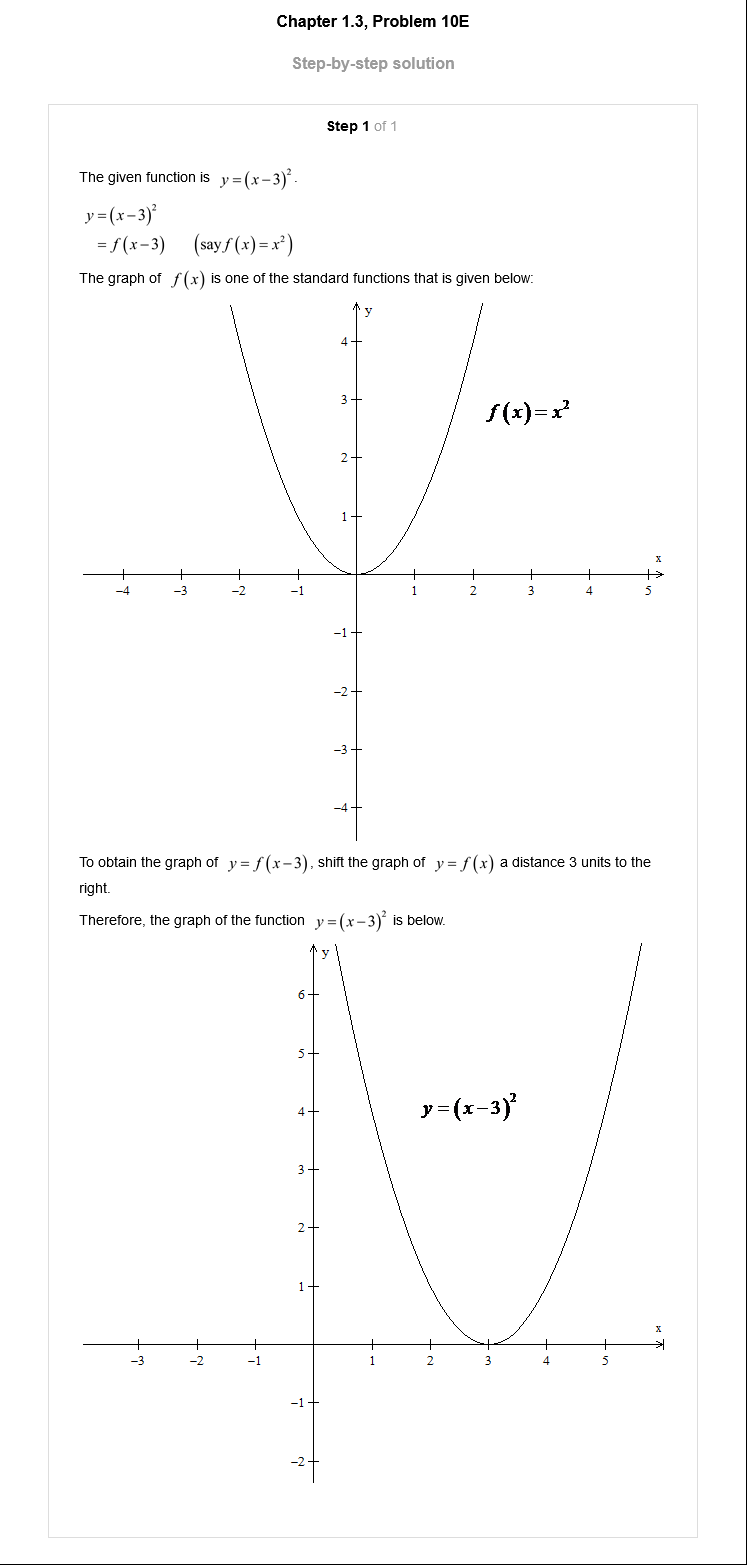 Chapter 1.3, Problem 10E
Step-by-step solution
Step 1 of 1
The given function is y=(x−3)².
y=(x−3)²
=f(x−3) (say f(x)=x²)
The graph of f(x) is one of the standard functions that is given below:
y
4
3
f(x)=x²
2
1
x
−4 −3 −2 −1 1 2 3 4 5
−1
−2
−3
−4
To obtain the graph of y=f(x−3), shift the graph of y=f(x) a distance 3 units to the
right.
Therefore, the graph of the function y=(x−3)² is below.
y
6
5
4
y=(x−3)²
3
2
1
x
−3 −2 −1 1 2 3 4 5
−1
−2